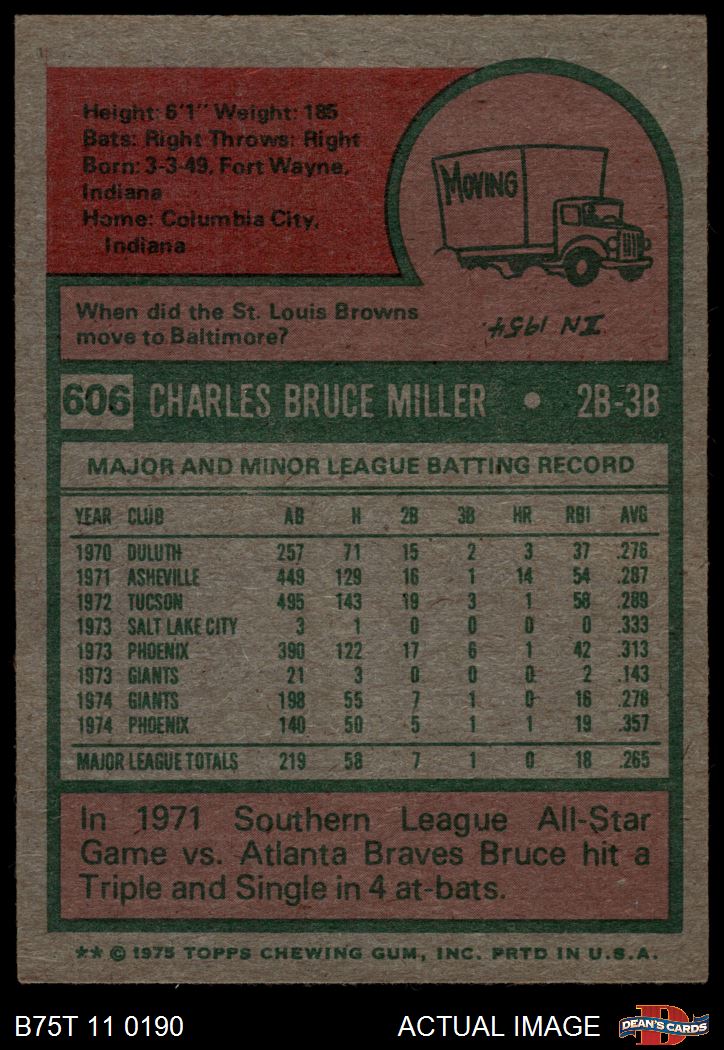 Height: 6'1" Weight: 185
Bats: Right Throws: Right
Born: 3-3-49, Fort Wayne,
Indiana
Home: Columbia City,
Indiana
MOVING
When did the St. Louis Browns
move to Baltimore?
IN 1954.
606 CHARLES BRUCE MILLER • 2B-3B
MAJOR AND MINOR LEAGUE BATTING RECORD
YEAR CLUB AB H 2B 3B HR RBI AVG
1970 DULUTH 257 71 15 2 3 37 .276
1971 ASHEVILLE 449 129 16 1 14 54 .287
1972 TUCSON 495 143 19 3 1 58 .289
1973 SALT LAKE CITY 3 1 0 0 0 0 .333
1973 PHOENIX 390 122 17 6 1 42 .313
1973 GIANTS 21 3 0 0 0 2 .143
1974 GIANTS 198 55 7 1 0 16 .278
1974 PHOENIX 140 50 5 1 1 19 .357
MAJOR LEAGUE TOTALS 219 58 7 1 0 18 .265
In 1971 Southern League All-Star
Game vs. Atlanta Braves Bruce hit a
Triple and Single in 4 at-bats.
** © 1975 TOPPS CHEWING GUM, INC. PRTD IN U.S.A.
B75T 11 0190 ACTUAL IMAGE D DEAN'S CARDS